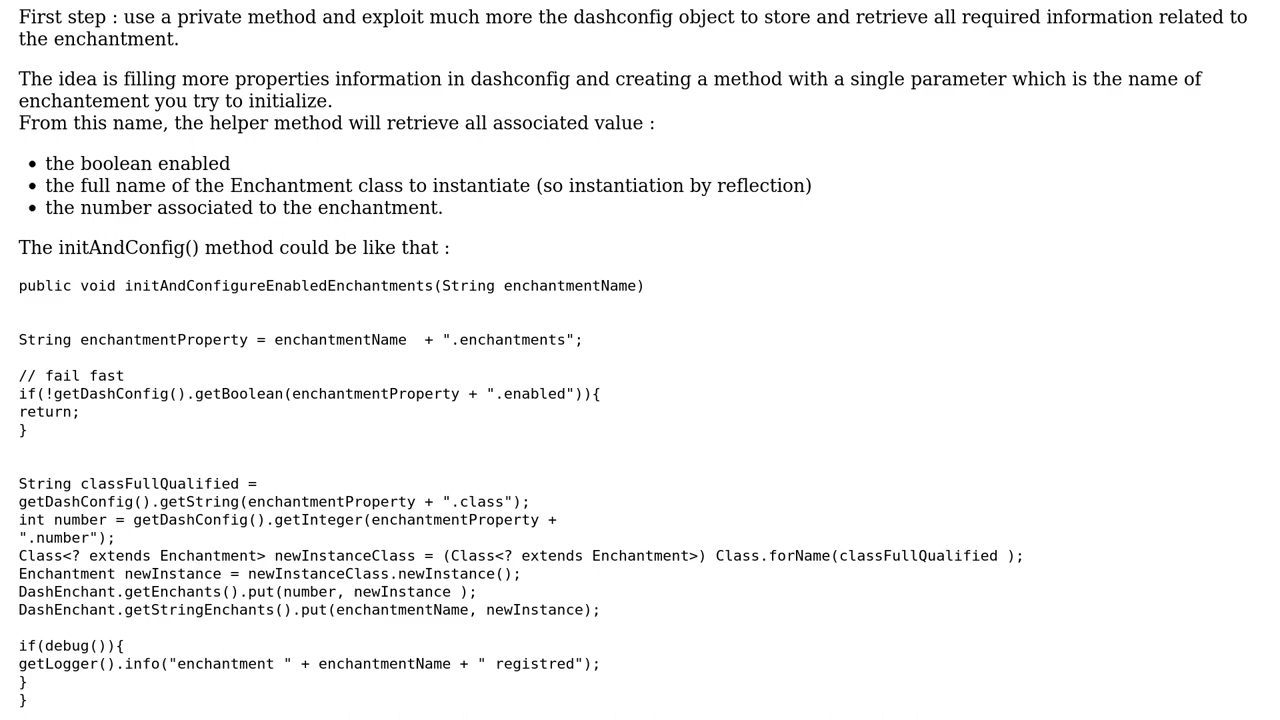 First step : use a private method and exploit much more the dashconfig object to store and retrieve all required information related to
the enchantment.
The idea is filling more properties information in dashconfig and creating a method with a single parameter which is the name of
enchantement you try to initialize.
From this name, the helper method will retrieve all associated value :
• the boolean enabled
• the full name of the Enchantment class to instantiate (so instantiation by reflection)
• the number associated to the enchantment.
The initAndConfig() method could be like that :
public void initAndConfigureEnabledEnchantments(String enchantmentName)
String enchantmentProperty = enchantmentName  + ".enchantments";
// fail fast
if(!getDashConfig().getBoolean(enchantmentProperty + ".enabled")){
return;
}
String classFullQualified =
getDashConfig().getString(enchantmentProperty + ".class");
int number = getDashConfig().getInteger(enchantmentProperty +
".number");
Class<? extends Enchantment> newInstanceClass = (Class<? extends Enchantment>) Class.forName(classFullQualified );
Enchantment newInstance = newInstanceClass.newInstance();
DashEnchant.getEnchants().put(number, newInstance );
DashEnchant.getStringEnchants().put(enchantmentName, newInstance);
if(debug()){
getLogger().info("enchantment " + enchantmentName + " registred");
}
}